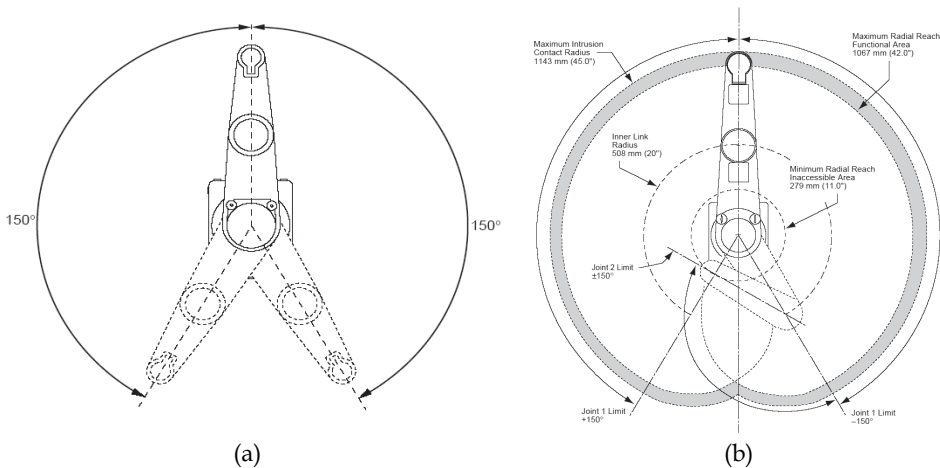 150°
150°
(a)
Maximum Intrusion
Contact Radius
1143 mm (45.0")
Maximum Radial Reach
Functional Area
1067 mm (42.0")
Inner Link
Radius
508 mm (20")
Minimum Radial Reach
Inaccessible Area
279 mm (11.0")
Joint 2 Limit
±150°
Joint 1 Limit
+150°
Joint 1 Limit
–150°
(b)